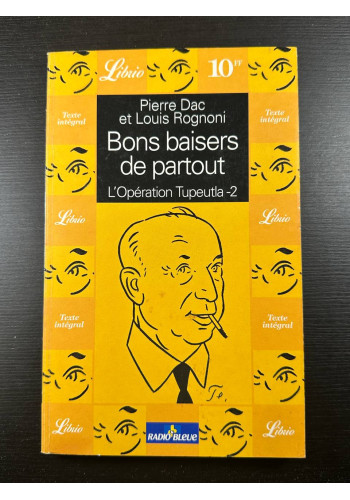 Librio
10FF
Pierre Dac
et Louis Rognoni
Bons baisers
de partout
L'Opération Tupeutla -2
Texte
intégral
Texte
intégral
Librio
Librio
Texte
intégral
Texte
intégral
Librio
RADIO BLEUE
Librio